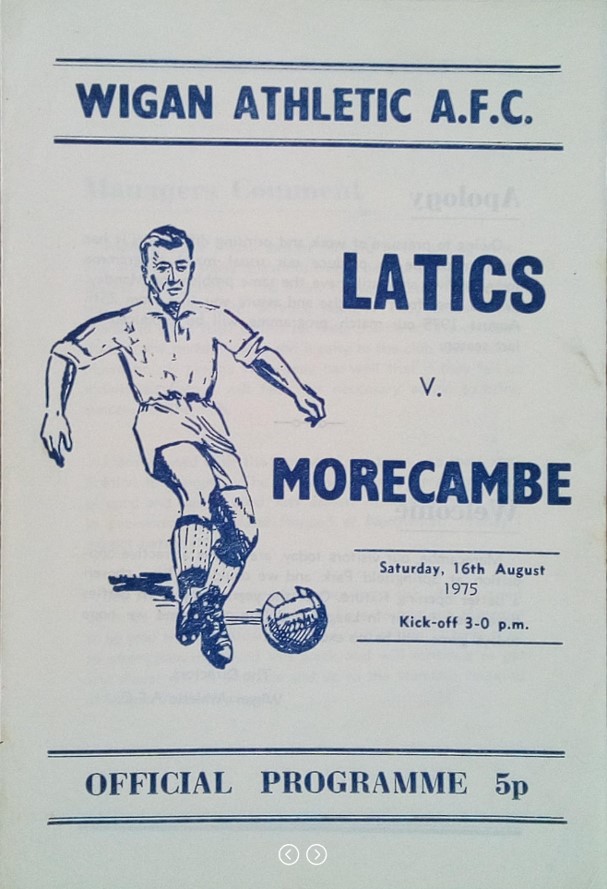 WIGAN ATHLETIC A.F.C.
LATICS
V.
MORECAMBE
Saturday, 16th August
1975
Kick-off 3-0 p.m.
OFFICIAL PROGRAMME 5p